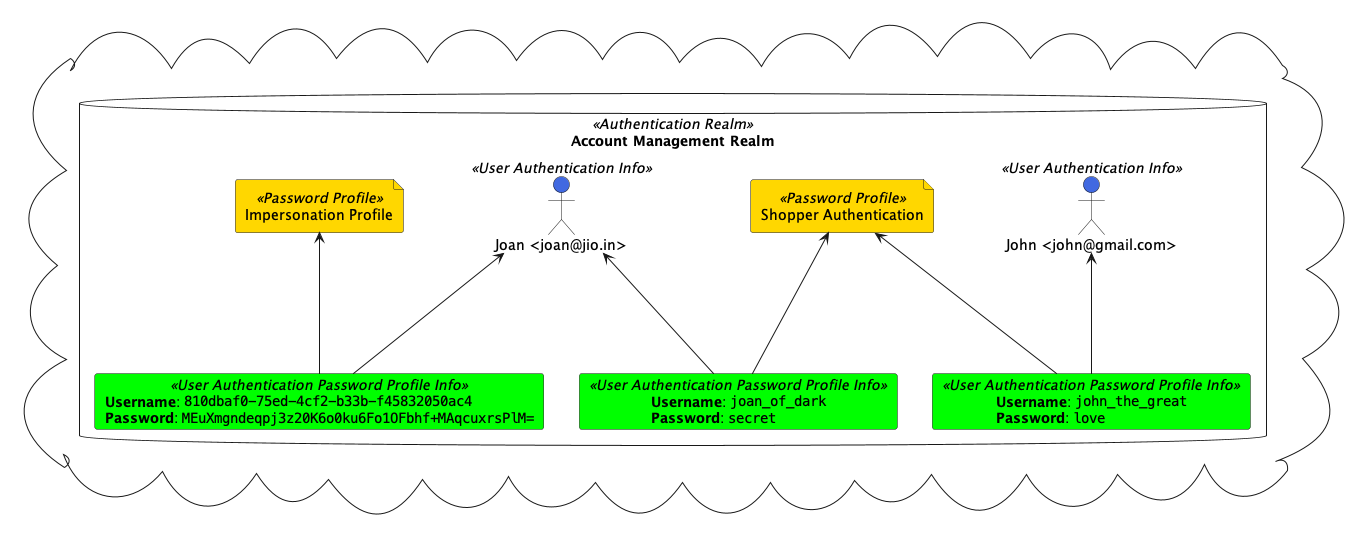 «Authentication Realm»
Account Management Realm
«User Authentication Info»
«User Authentication Info»
«Password Profile»
Impersonation Profile
«Password Profile»
Shopper Authentication
Joan <joan@jio.in>
John <john@gmail.com>
«User Authentication Password Profile Info»
Username: 810dbaf0-75ed-4cf2-b33b-f45832050ac4
Password: MEuXmgndeqpj3z20K6o0ku6Fo1OFbhf+MAqcuxrsPlM=
«User Authentication Password Profile Info»
Username: joan_of_dark
Password: secret
«User Authentication Password Profile Info»
Username: john_the_great
Password: love